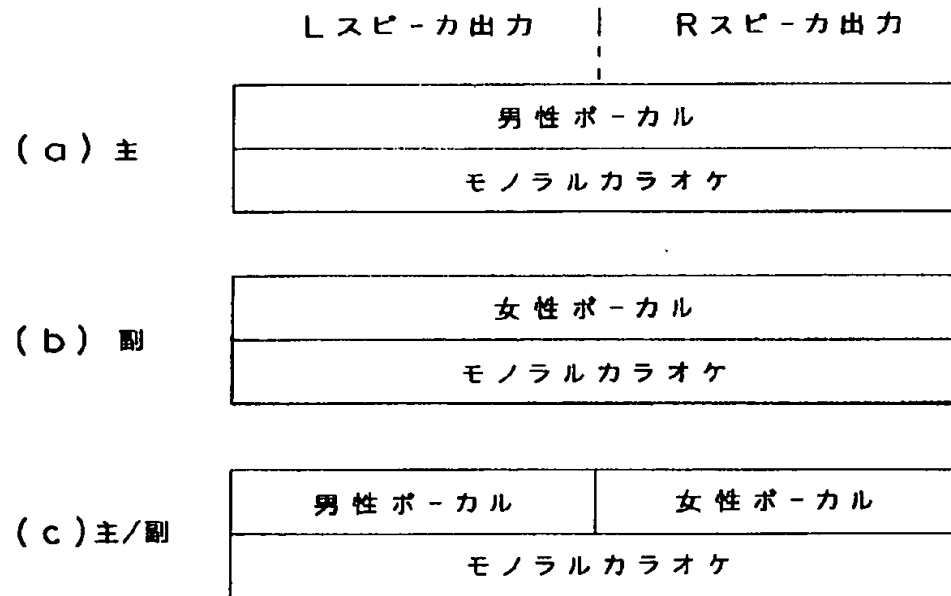 Lスピーカ出力 Rスピーカ出力
(a)主
男性ボーカル
モノラルカラオケ
(b)副
女性ボーカル
モノラルカラオケ
(c)主/副
男性ボーカル 女性ボーカル
モノラルカラオケ